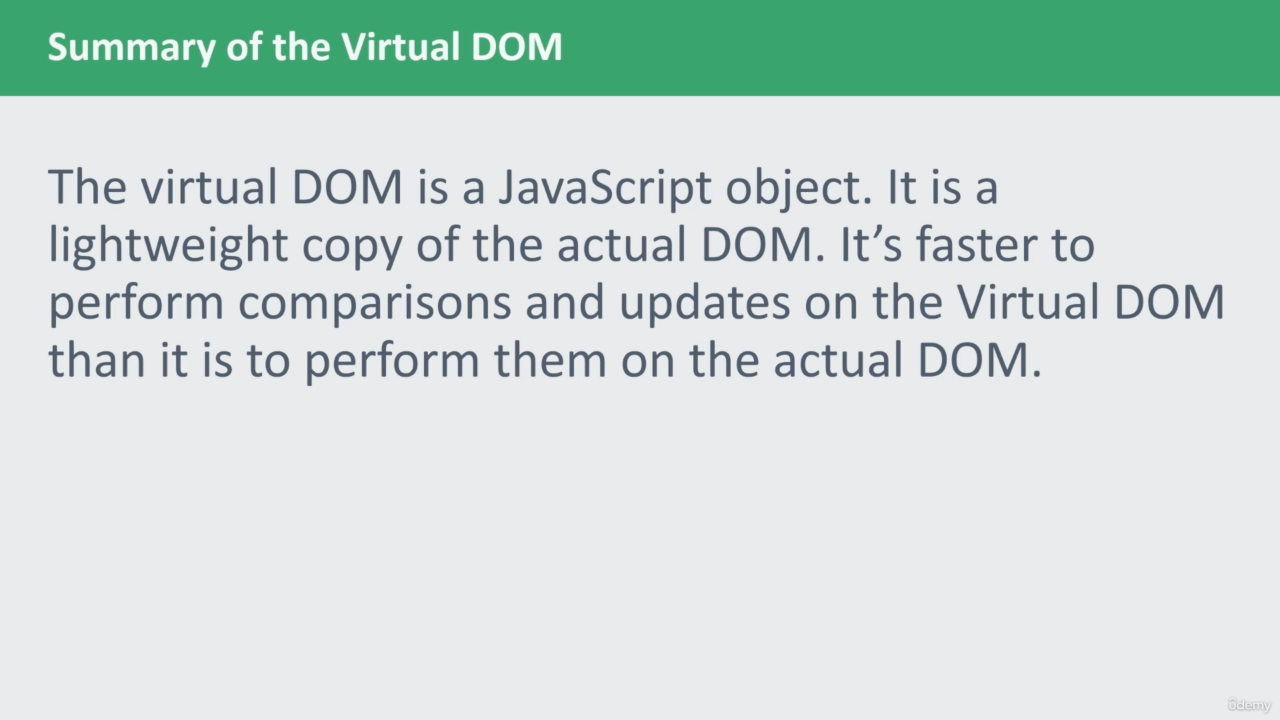 Summary of the Virtual DOM
The virtual DOM is a JavaScript object. It is a
lightweight copy of the actual DOM. It’s faster to
perform comparisons and updates on the Virtual DOM
than it is to perform them on the actual DOM.
ûdemy